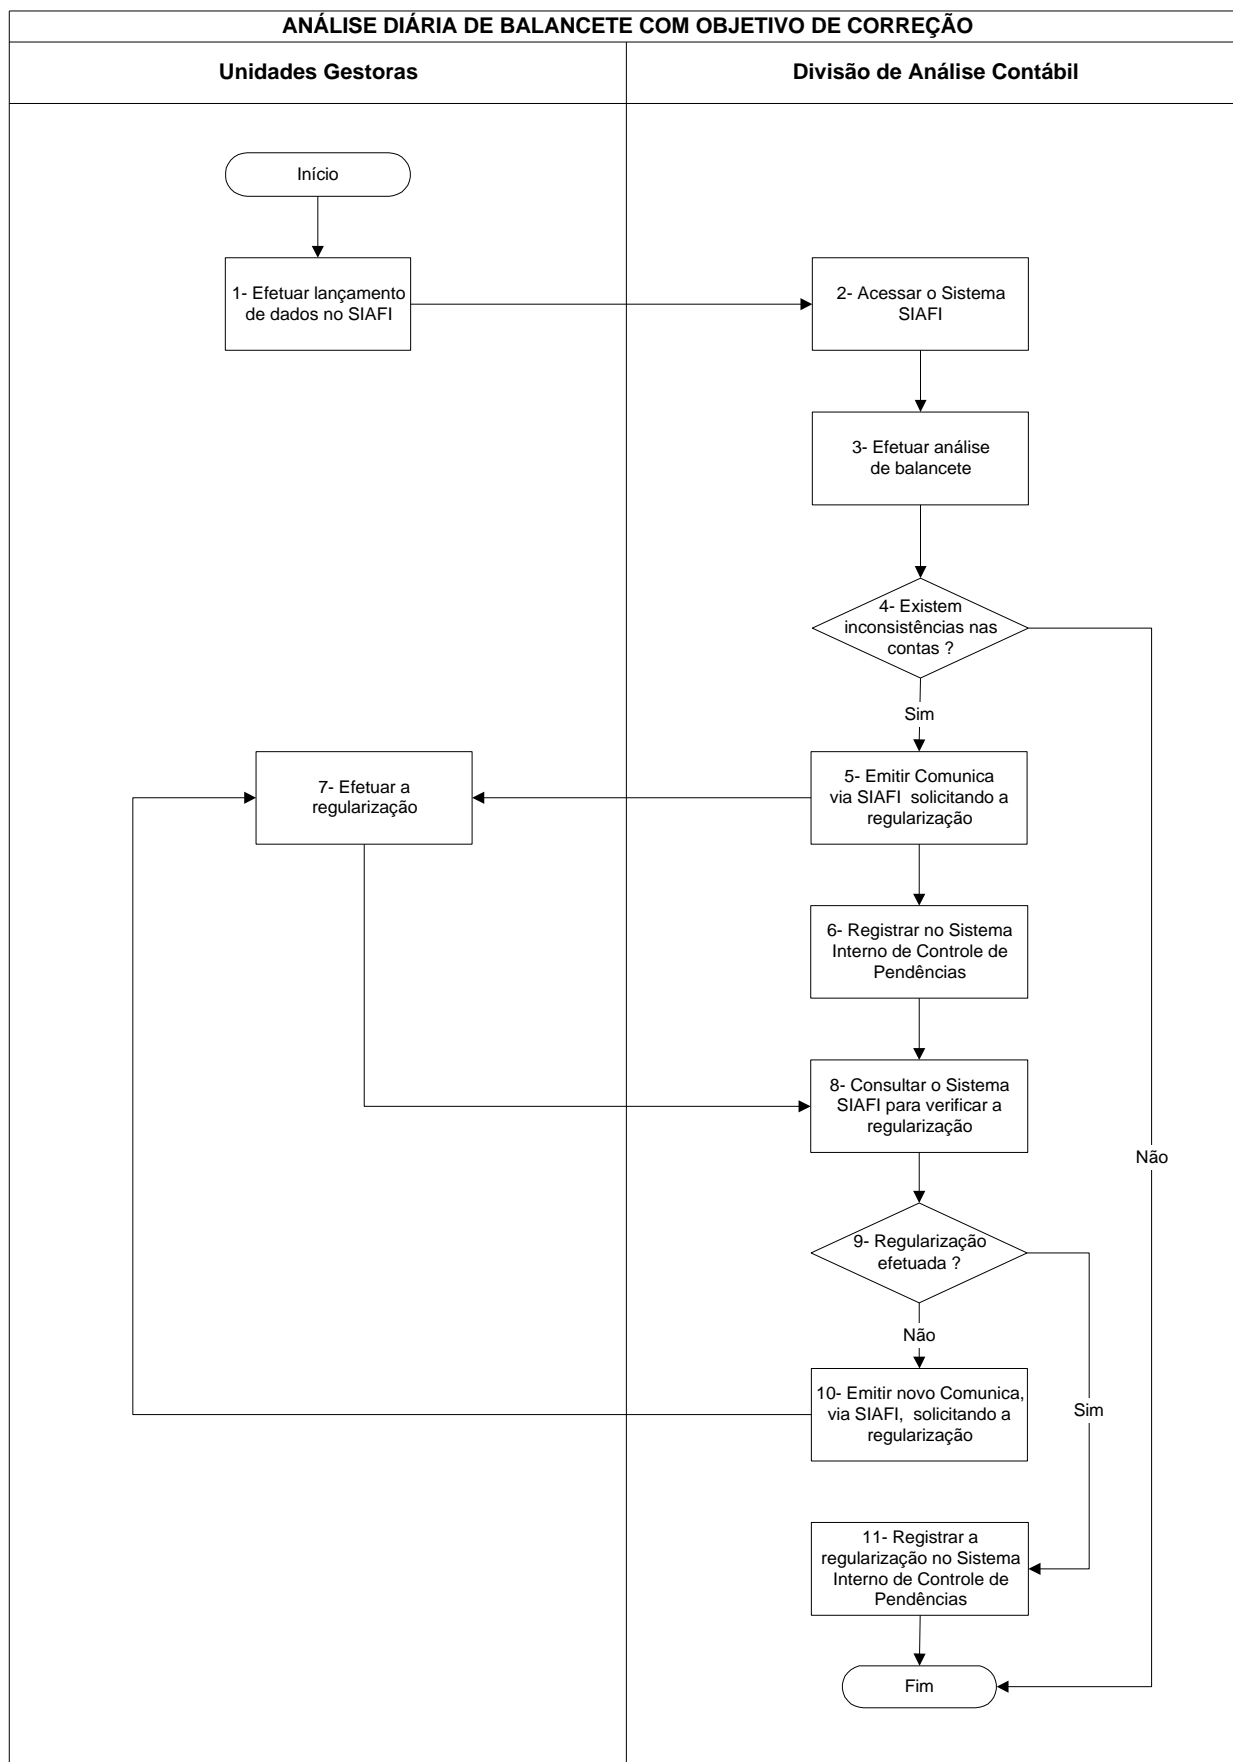 ANÁLISE DIÁRIA DE BALANCETE COM OBJETIVO DE CORREÇÃO
Unidades Gestoras
Divisão de Análise Contábil
Início
1- Efetuar lançamento
de dados no SIAFI
2- Acessar o Sistema
SIAFI
3- Efetuar análise
de balancete
4- Existem
inconsistências nas
contas ?
Sim
7- Efetuar a
regularização
5- Emitir Comunica
via SIAFI solicitando a
regularização
6- Registrar no Sistema
Interno de Controle de
Pendências
8- Consultar o Sistema
SIAFI para verificar a
regularização
Não
9- Regularização
efetuada ?
Não
10- Emitir novo Comunica,
via SIAFI, solicitando a
regularização
Sim
11- Registrar a
regularização no Sistema
Interno de Controle de
Pendências
Fim